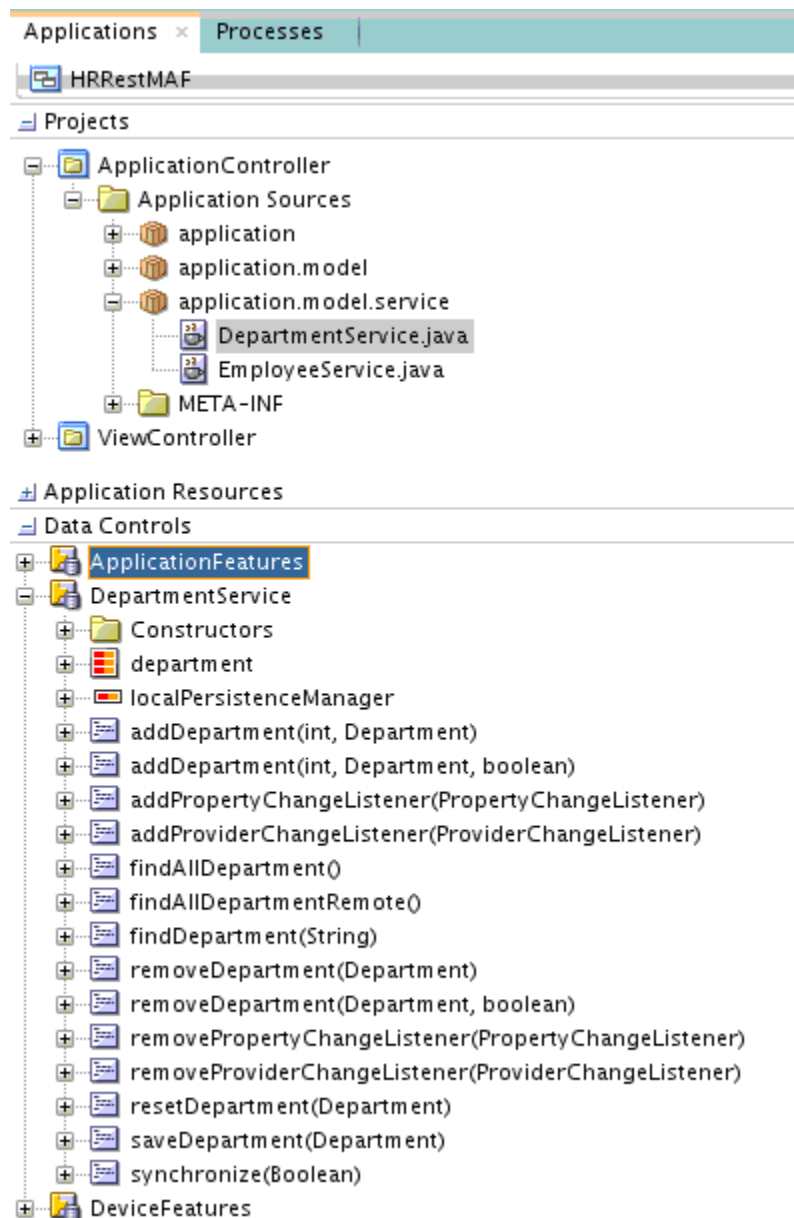 Applications × Processes
HRRestMAF
Projects
ApplicationController
Application Sources
application
application.model
application.model.service
DepartmentService.java
EmployeeService.java
META-INF
ViewController
Application Resources
Data Controls
ApplicationFeatures
DepartmentService
Constructors
department
localPersistenceManager
addDepartment(int, Department)
addDepartment(int, Department, boolean)
addPropertyChangeListener(PropertyChangeListener)
addProviderChangeListener(ProviderChangeListener)
findAllDepartment()
findAllDepartmentRemote()
findDepartment(String)
removeDepartment(Department)
removeDepartment(Department, boolean)
removePropertyChangeListener(PropertyChangeListener)
removeProviderChangeListener(ProviderChangeListener)
resetDepartment(Department)
saveDepartment(Department)
synchronize(Boolean)
DeviceFeatures